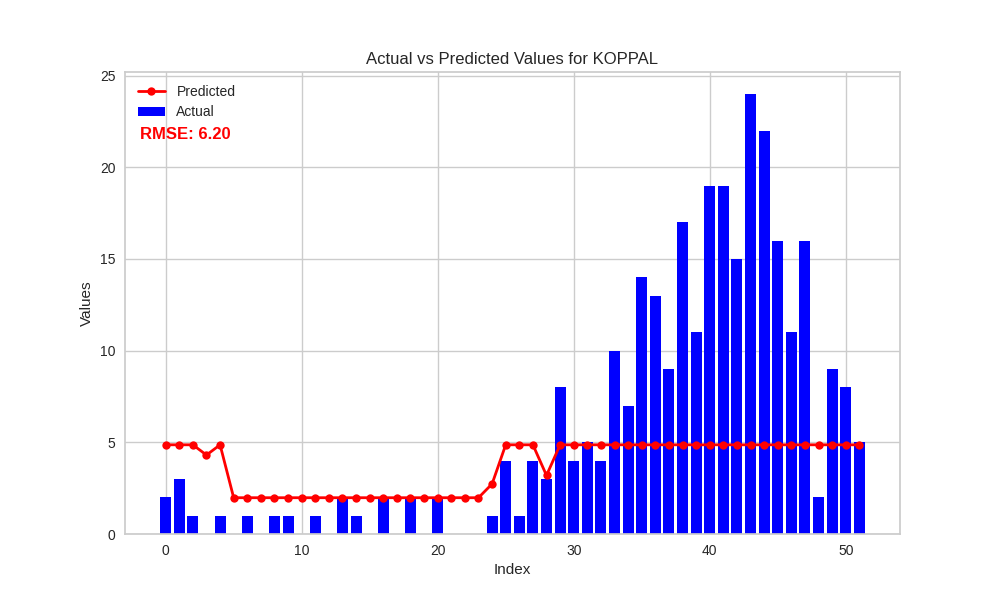 Actual vs Predicted Values for KOPPAL
Predicted
Actual
RMSE: 6.20
Values
25
20
15
10
5
0
0 10 20 30 40 50
Index